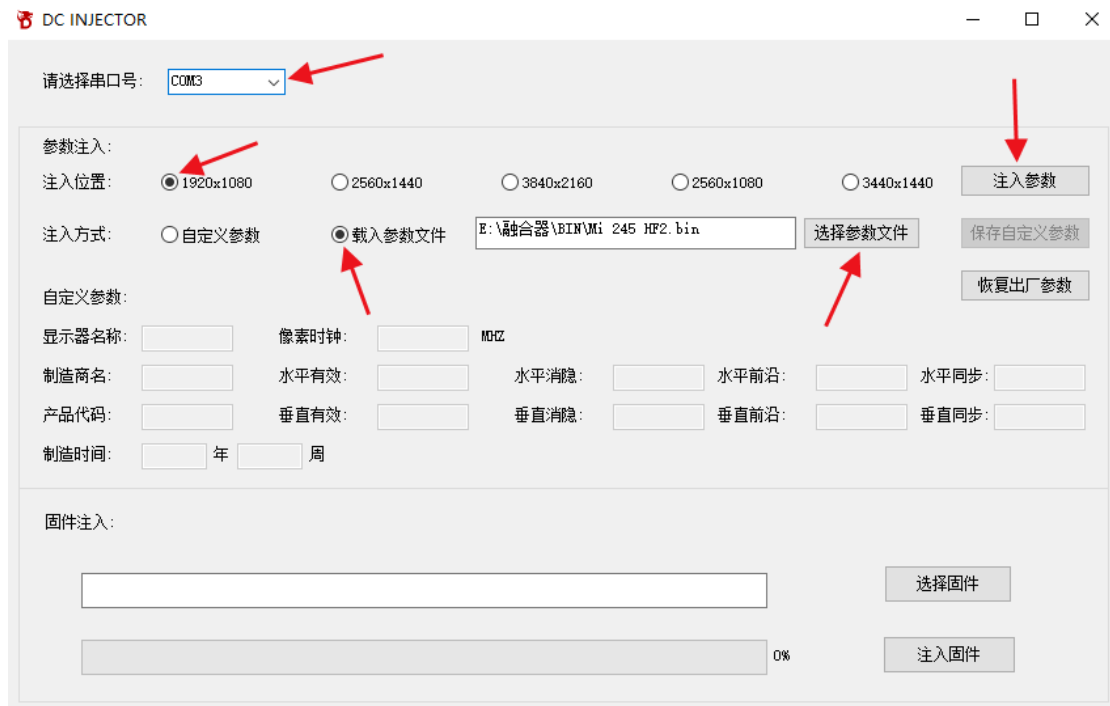 DC INJECTOR
请选择串口号: COM3
参数注入:
注入位置: 1920x1080 2560x1440 3840x2160 2560x1080 3440x1440 注入参数
注入方式: 自定义参数 载入参数文件 E:\融合器\BIN\Mi 245 HF2.bin 选择参数文件 保存自定义参数
恢复出厂参数
自定义参数:
显示器名称: 像素时钟: MHZ
制造商名: 水平有效: 水平消隐: 水平前沿: 水平同步:
产品代码: 垂直有效: 垂直消隐: 垂直前沿: 垂直同步:
制造时间: 年 周
固件注入:
选择固件
0% 注入固件